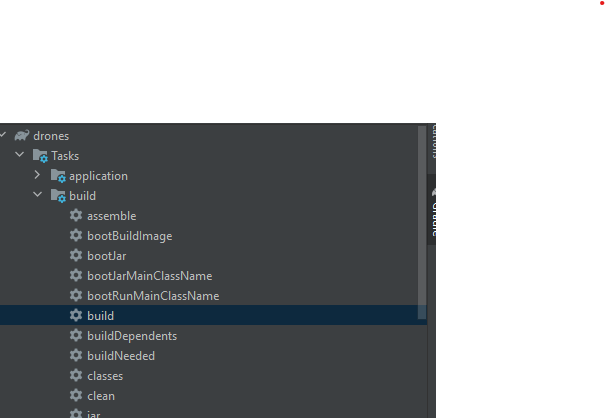 drones
Tasks
application
build
assemble
bootBuildImage
bootJar
bootJarMainClassName
bootRunMainClassName
build
buildDependents
buildNeeded
classes
clean
jar